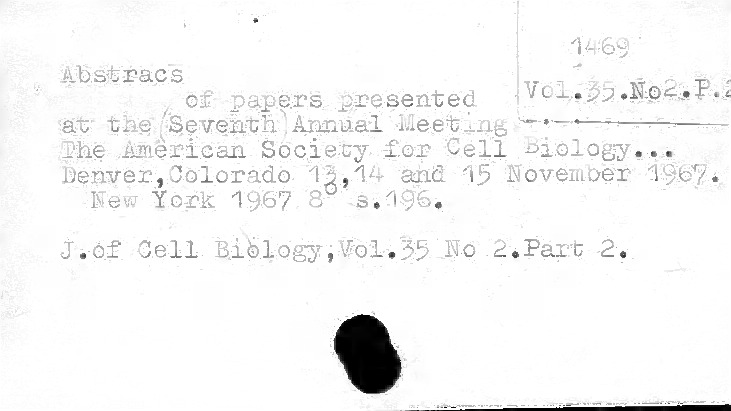 1469
Abstracs
Vol.35.No2.P.2
of papers presented
at the (Seventh) Annual Meeting
The American Society for Cell Biology...
Denver,Colorado 13,14 and 15 November 1967.
New York 1967 8° s.196.
J.of Cell Biology,Vol.35 No 2.Part 2.